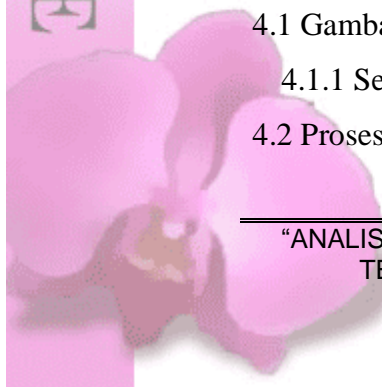 4.1 Gamba
4.1.1 Se
4.2 Proses
“ANALIS
TE